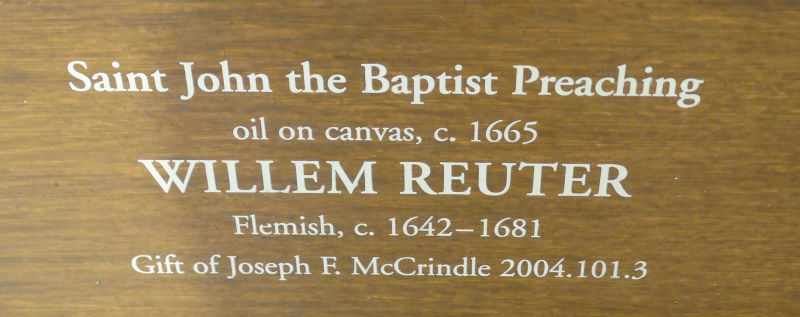 Saint John the Baptist Preaching
oil on canvas, c. 1665
WILLEM REUTER
Flemish, c. 1642–1681
Gift of Joseph F. McCrindle 2004.101.3